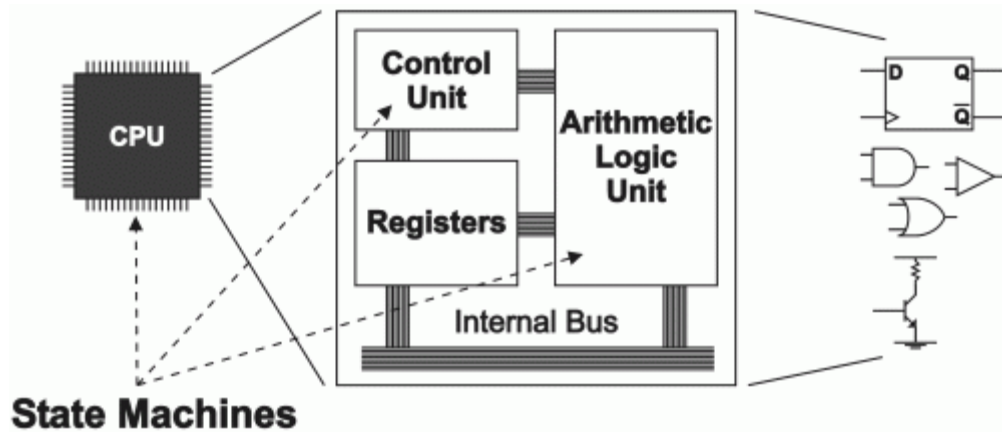 CPU
Control
Unit
Arithmetic
Logic
Unit
Registers
Internal Bus
State Machines
D Q
Q̅